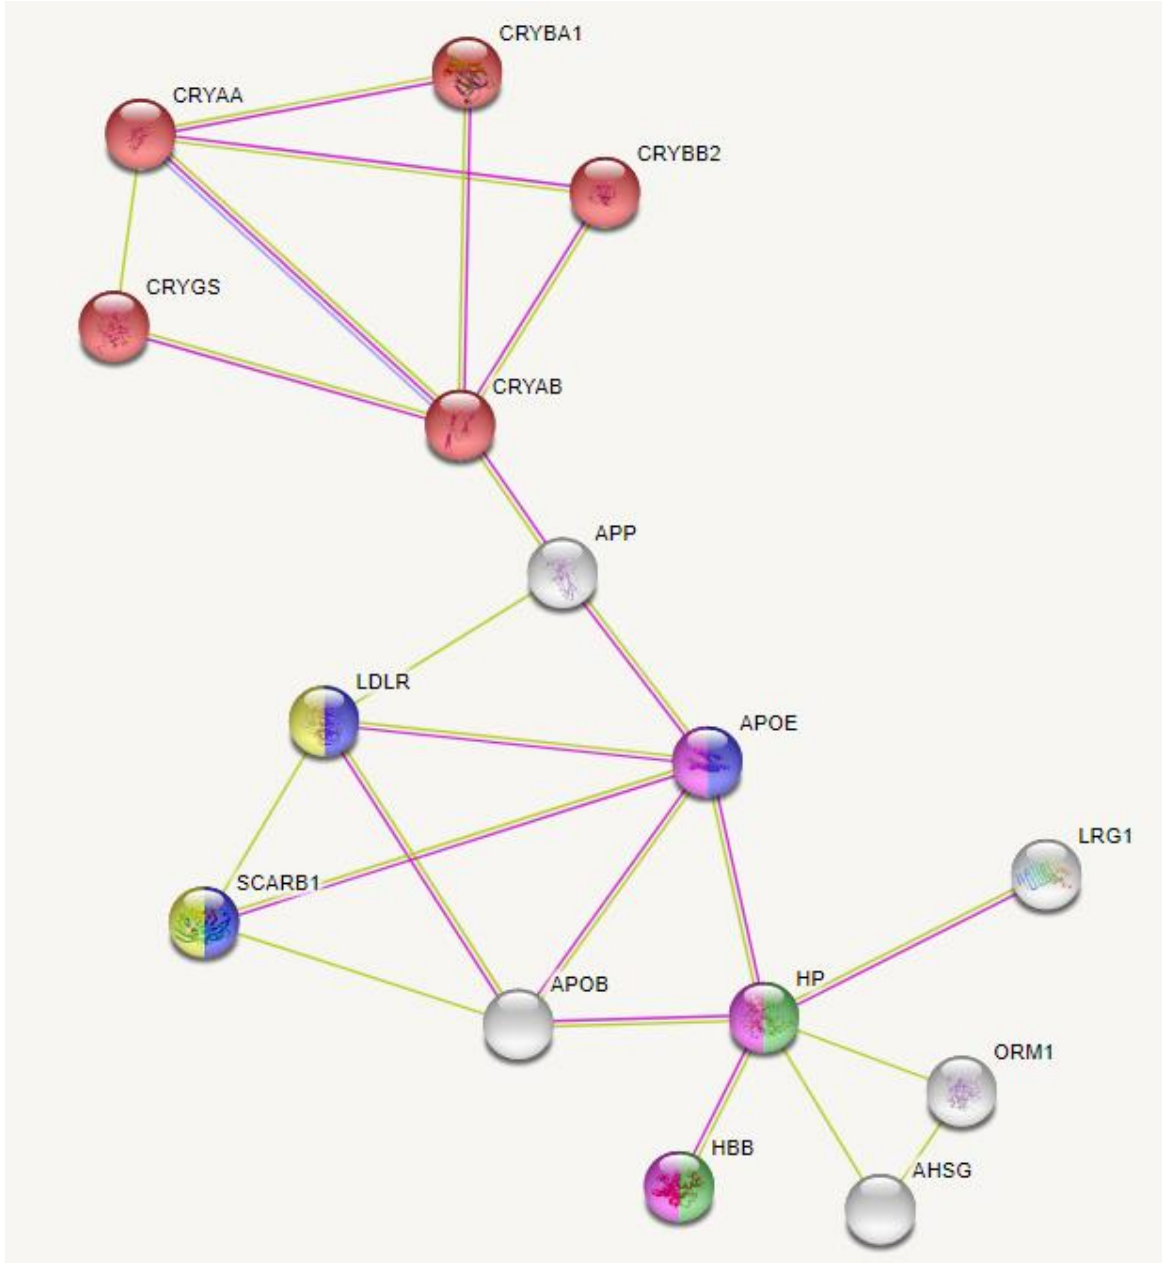 CRYBA1
CRYAA
CRYBB2
CRYGS
CRYAB
APP
LDLR
APOE
LRG1
SCARB1
APOB
HP
ORM1
HBB
AHSG